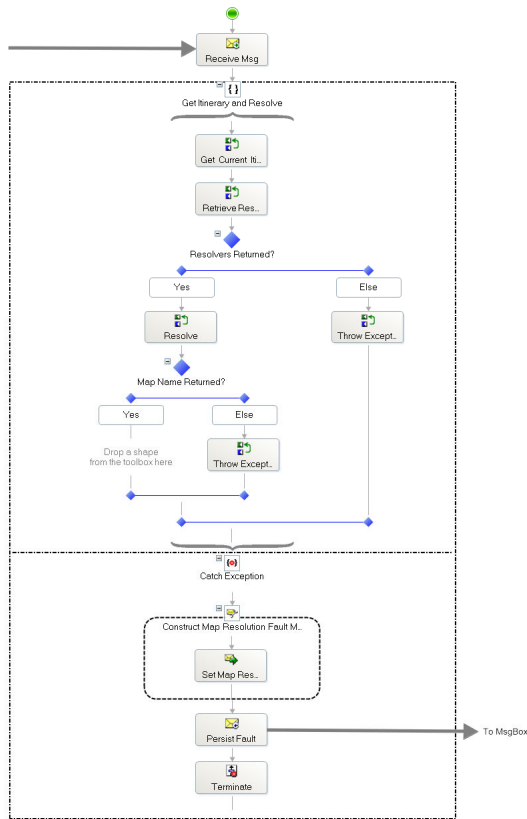 Receive Msg
Get Itinerary and Resolve
Get Current Iti...
Retrieve Res...
Resolvers Returned?
Yes
Else
Resolve
Throw Except..
Map Name Returned?
Yes
Else
Drop a shape
from the toolbox here
Throw Except..
Catch Exception
Construct Map Resolution Fault M...
Set Map Res...
Persist Fault
To MsgBox
Terminate